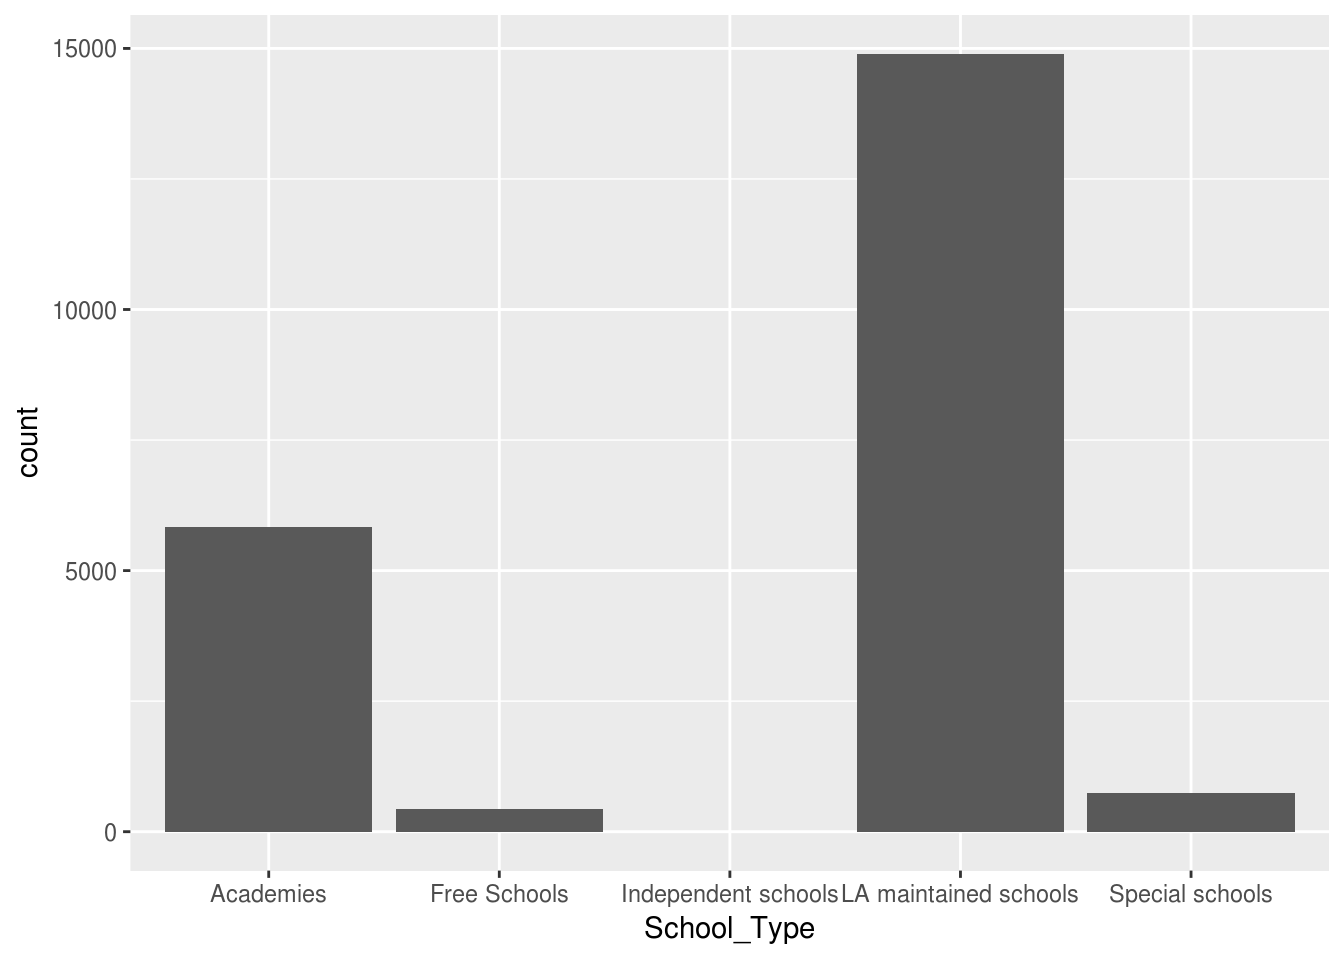 15000
10000
5000
0
count
Academies
Free Schools
Independent schools
LA maintained schools
Special schools
School_Type